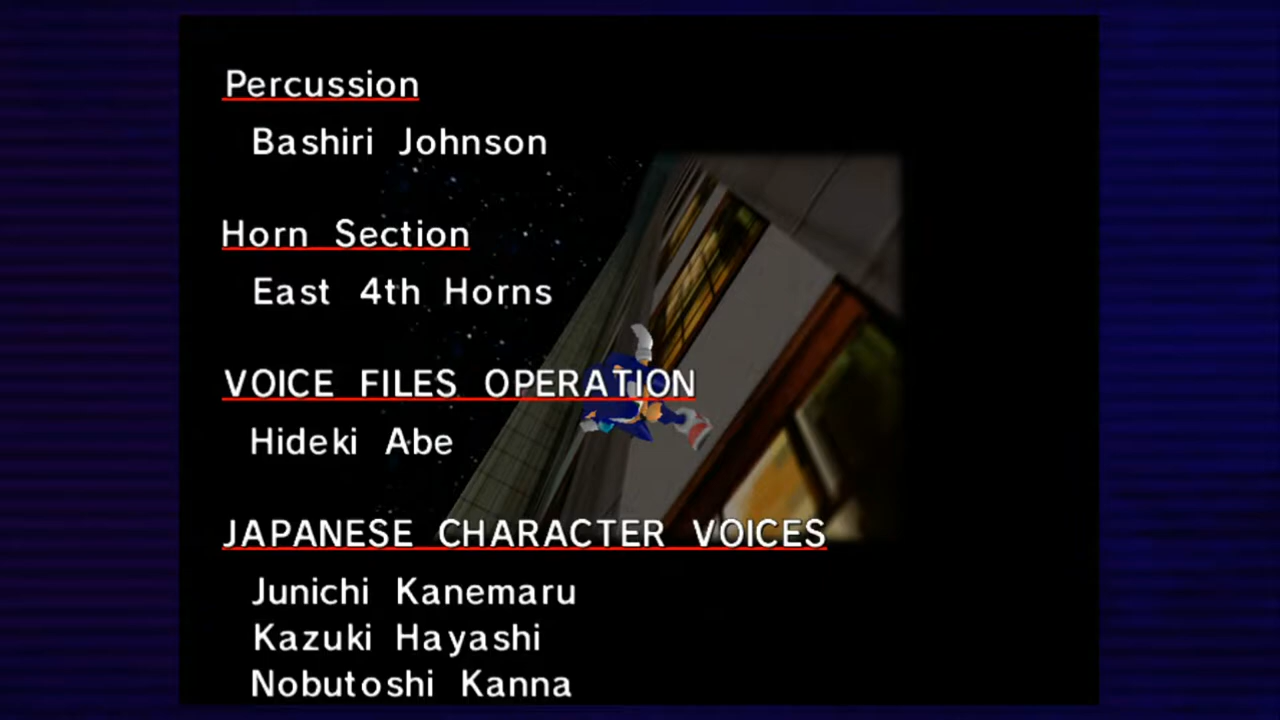 Percussion
Bashiri Johnson
Horn Section
East 4th Horns
VOICE FILES OPERATION
Hideki Abe
JAPANESE CHARACTER VOICES
Junichi Kanemaru
Kazuki Hayashi
Nobutoshi Kanna